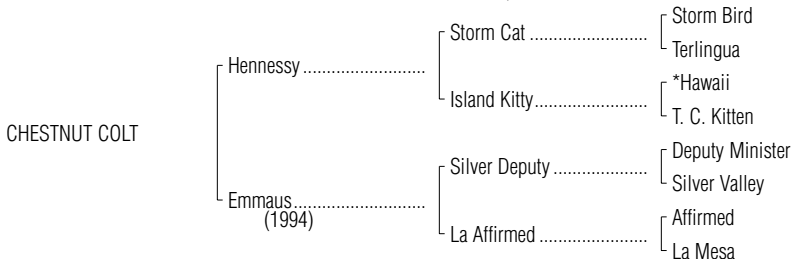 Storm Bird
Storm Cat ..........................
Terlingua
Hennessy ...........................
*Hawaii
Island Kitty.........................
T. C. Kitten
CHESTNUT COLT
Deputy Minister
Silver Deputy .....................
Silver Valley
Emmaus.............................
(1994)
Affirmed
La Affirmed ........................
La Mesa